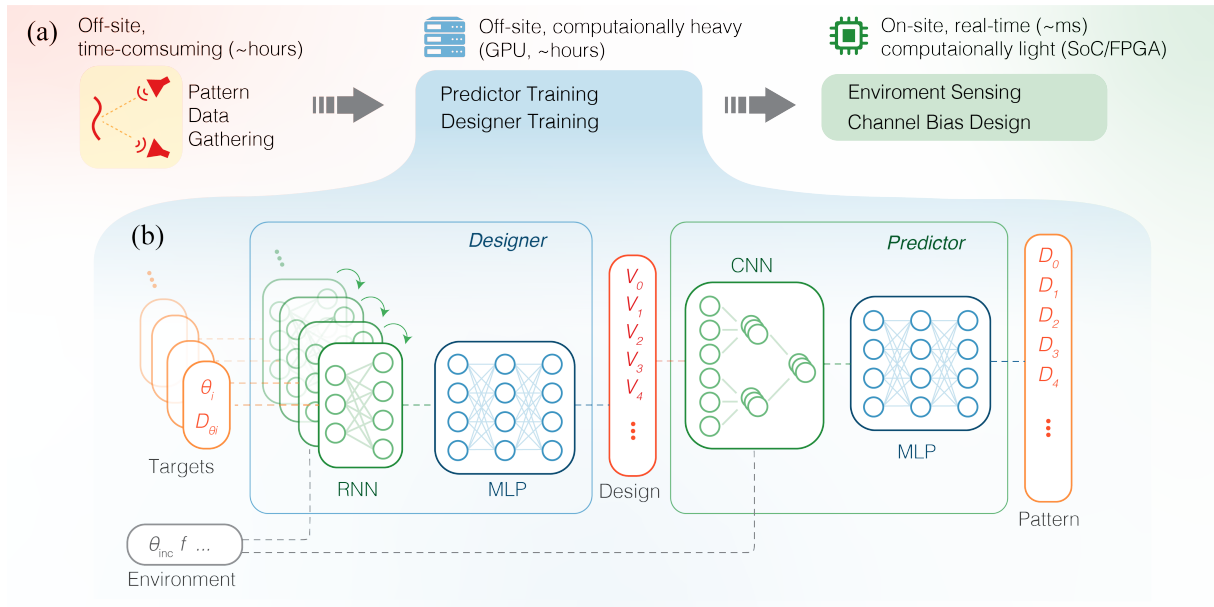 (a)
Off-site,
time-comsuming (~hours)
Pattern
Data
Gathering
Off-site, computaionally heavy
(GPU, ~hours)
Predictor Training
Designer Training
On-site, real-time (~ms)
computaionally light (SoC/FPGA)
Enviroment Sensing
Channel Bias Design
(b)
Designer
θi
Dθi
Targets
RNN
MLP
V0
V1
V2
V3
V4
Design
Predictor
CNN
MLP
D0
D1
D2
D3
D4
Pattern
θinc f ...
Environment